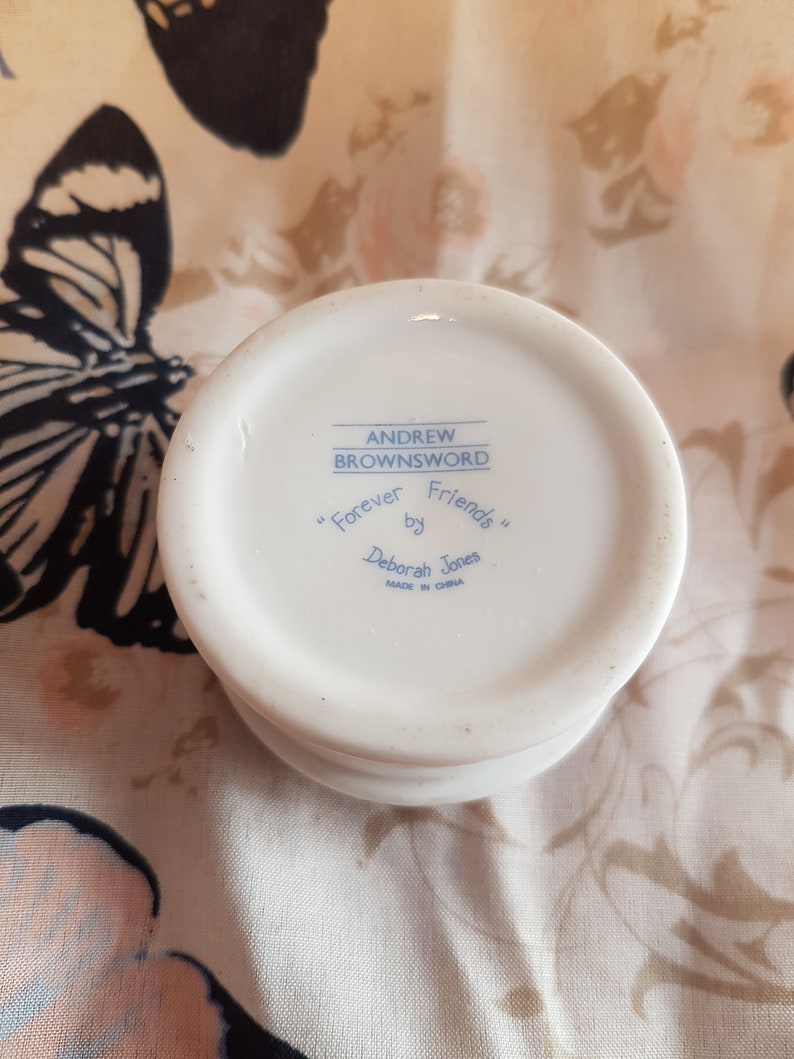 ANDREW
BROWNSWORD
"Forever Friends"
by
Deborah Jones
MADE IN CHINA